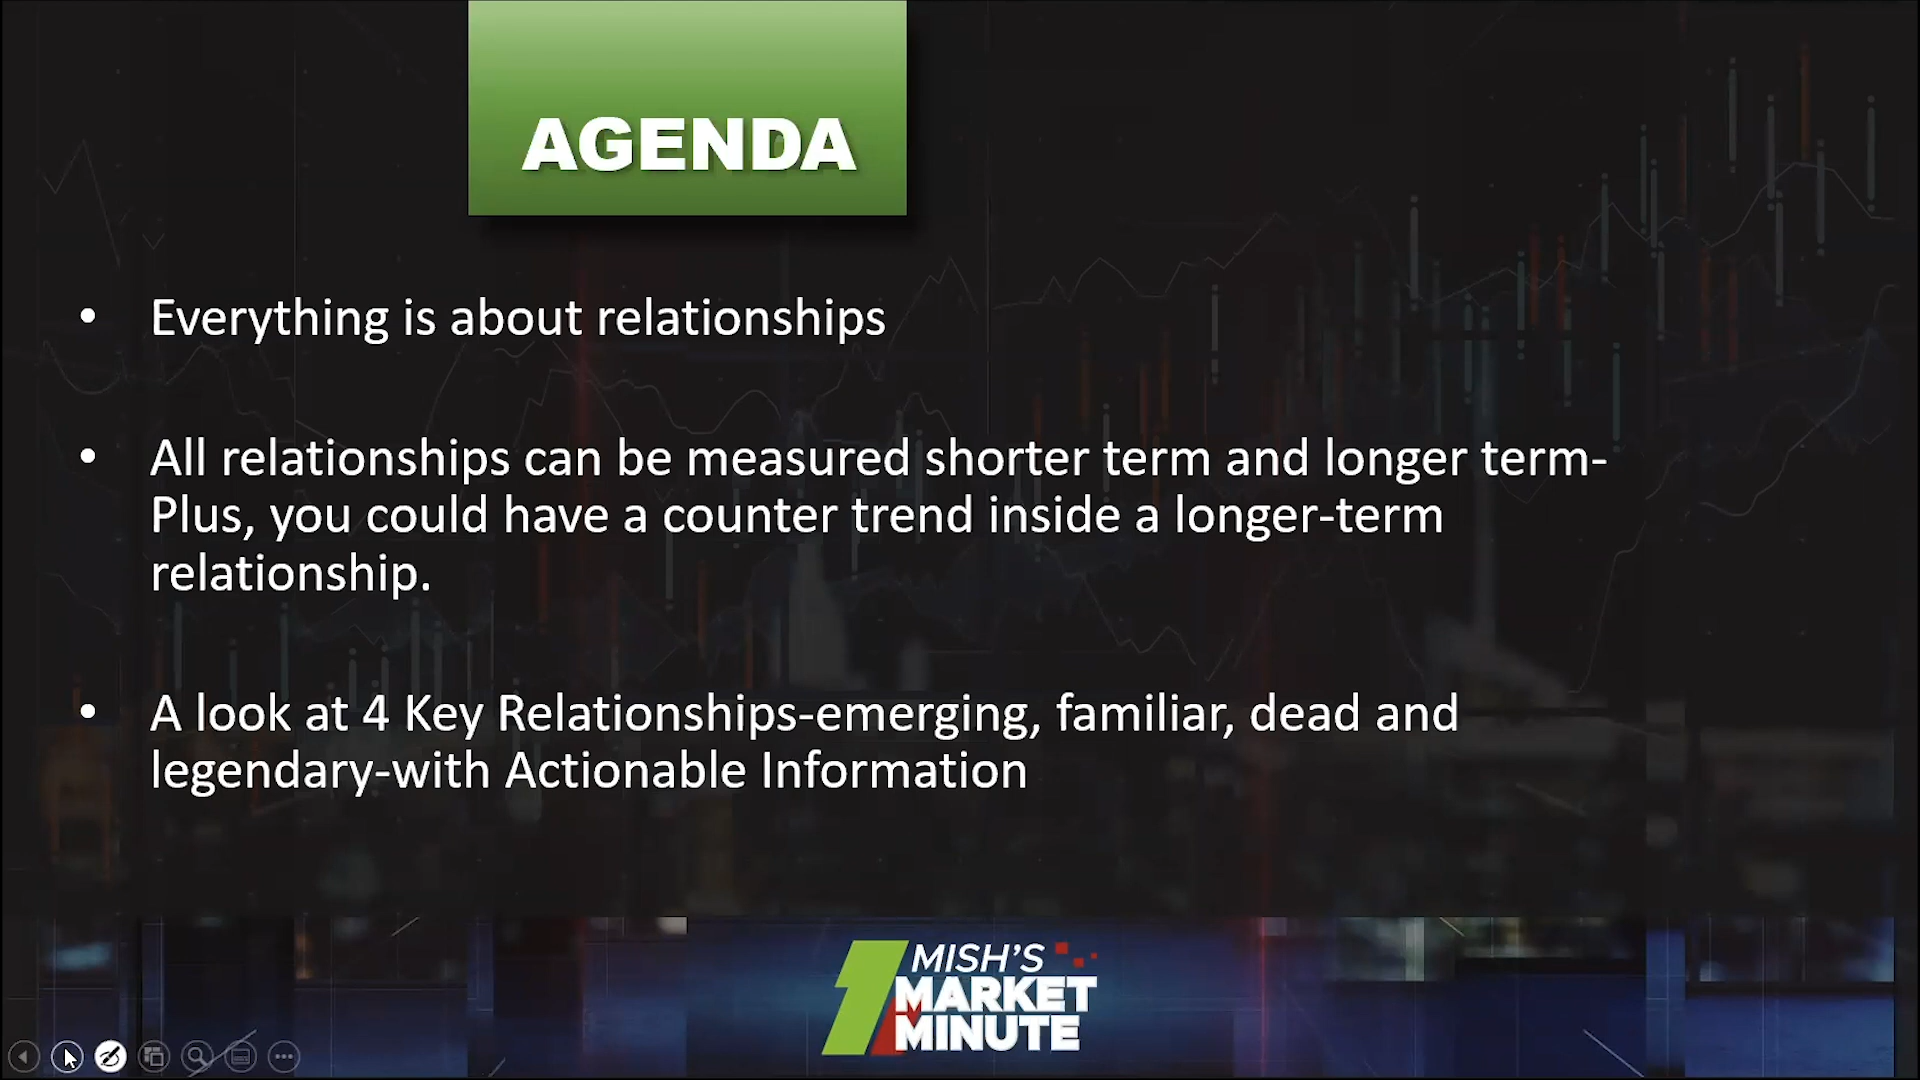 AGENDA
• Everything is about relationships
• All relationships can be measured shorter term and longer term-
Plus, you could have a counter trend inside a longer-term
relationship.
• A look at 4 Key Relationships-emerging, familiar, dead and
legendary-with Actionable Information
1 MISH'S
MARKET
MINUTE